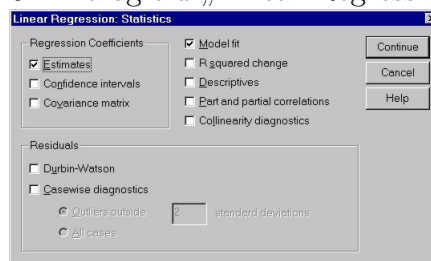 Linear Regression: Statistics
Regression Coefficients
Estimates
Confidence intervals
Covariance matrix
Model fit
R squared change
Descriptives
Part and partial correlations
Collinearity diagnostics
Continue
Cancel
Help
Residuals
Durbin-Watson
Casewise diagnostics
Outliers outside 2 standard deviations
All cases